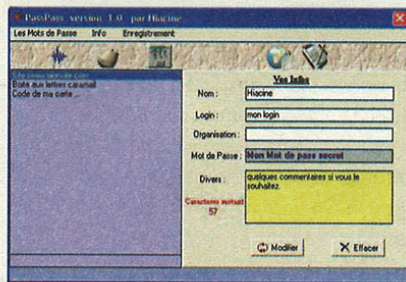 PassPass version 1.0 par Hiacine
Les Mots de Passe Info Enregistrement
Boite aux lettres caramail
Code de ma carte ...
Vos Infos
Nom : Hiacine
Login : mon login
Organisation :
Mot de Passe : Mon Mot de pass secret
Divers : quelques commentaires si vous le
souhaitez.
Caracteres restant
57
Modifier
Effacer